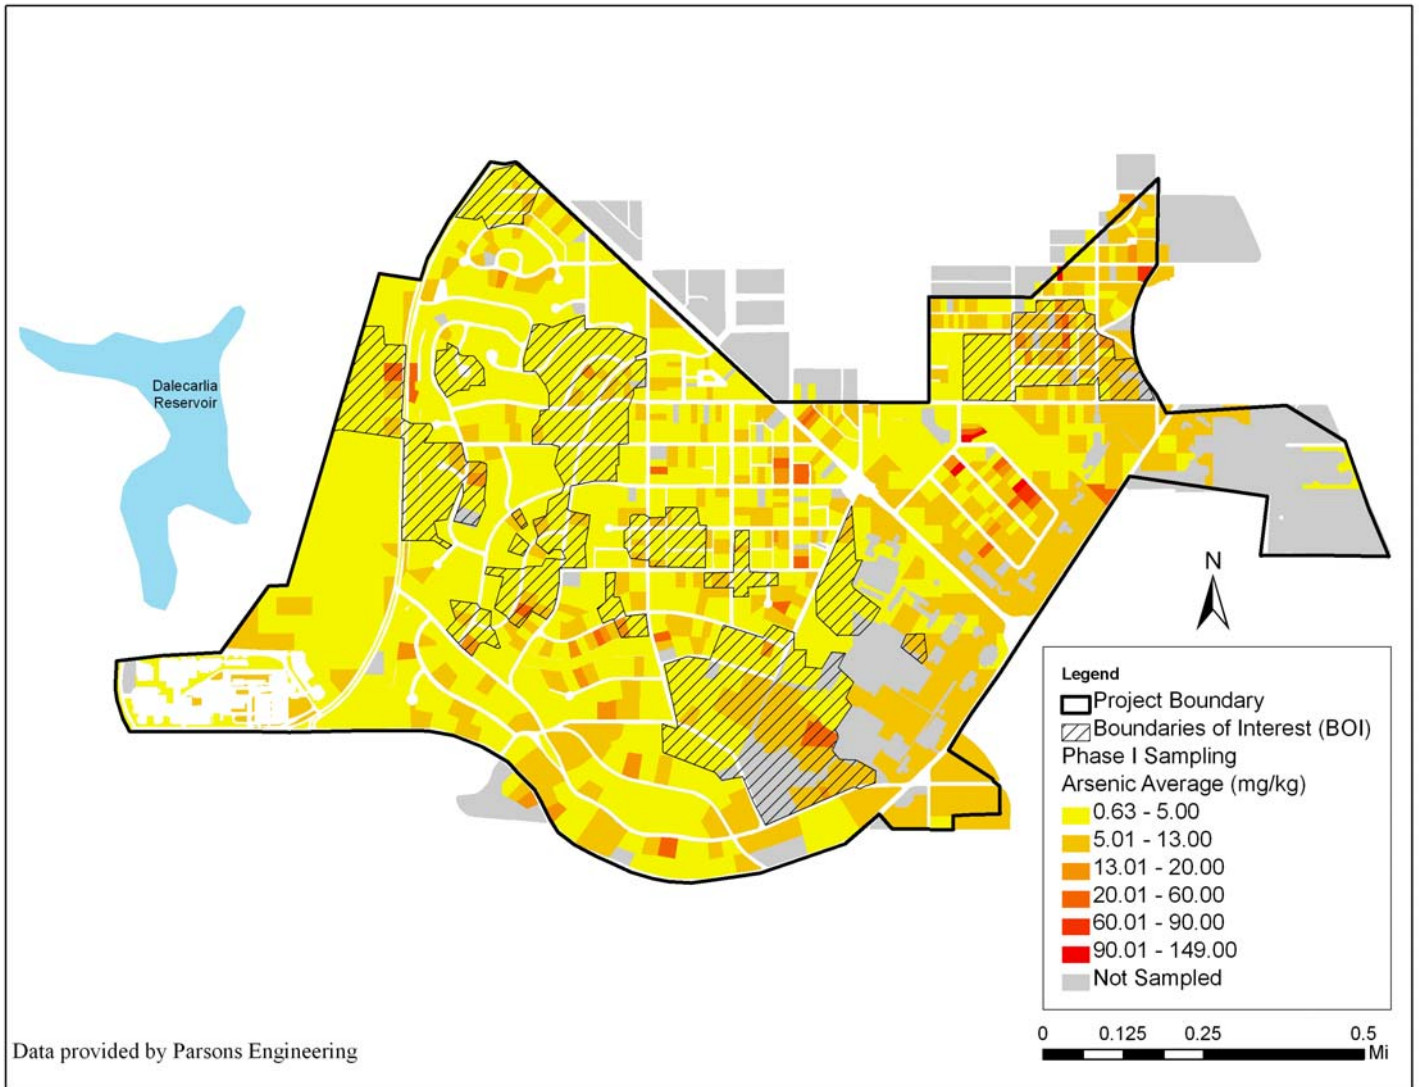 Dalecarlia
Reservoir
N
Legend
Project Boundary
Boundaries of Interest (BOI)
Phase I Sampling
Arsenic Average (mg/kg)
0.63 - 5.00
5.01 - 13.00
13.01 - 20.00
20.01 - 60.00
60.01 - 90.00
90.01 - 149.00
Not Sampled
0 0.125 0.25 0.5
Mi
Data provided by Parsons Engineering